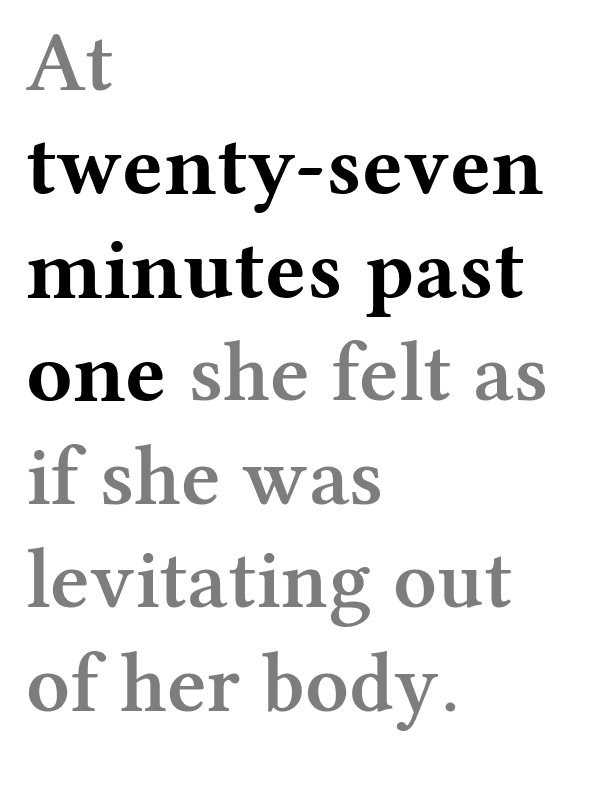 At
twenty-seven
minutes past
one she felt as
if she was
levitating out
of her body.